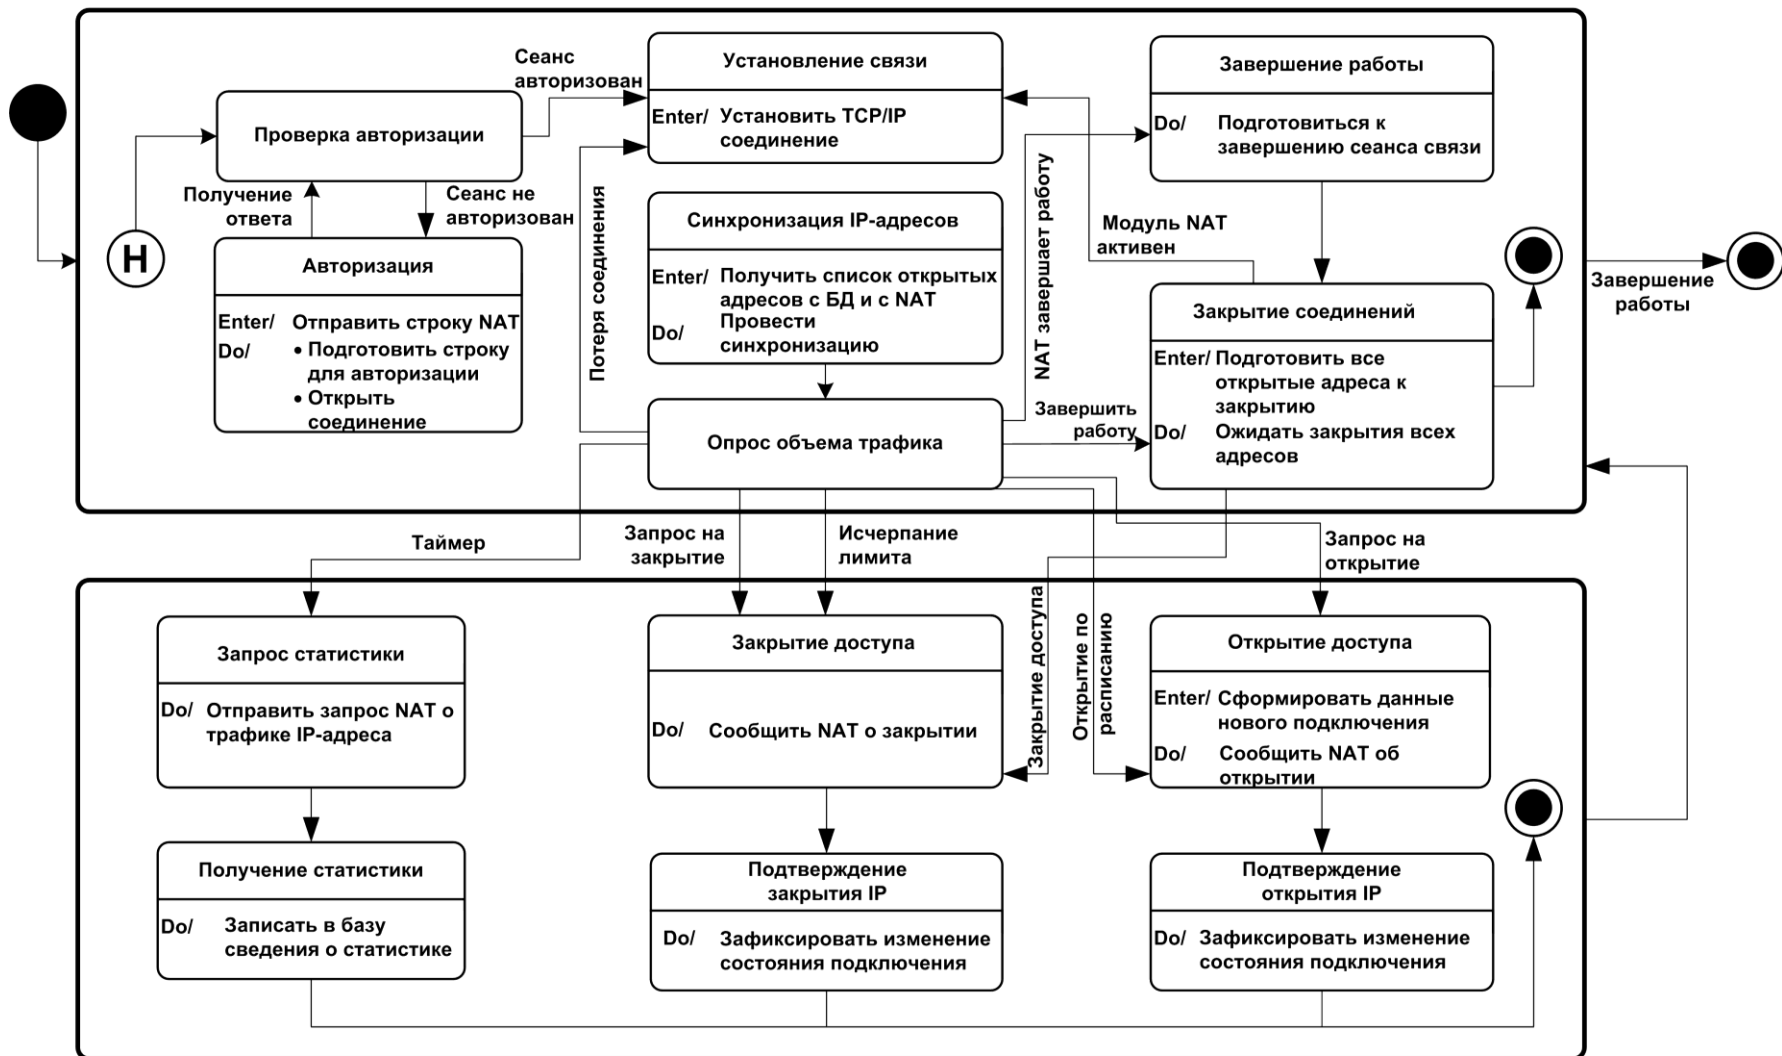 Сеанс
авторизован
Установление связи
Enter/ Установить TCP/IP
соединение
Завершение работы
Do/ Подготовиться к
завершению сеанса связи
Проверка авторизации
Получение
ответа
Сеанс не
авторизован
H
Авторизация
Enter/ Отправить строку NAT
Do/ • Подготовить строку
для авторизации
• Открыть
соединение
Потеря соединения
Синхронизация IP-адресов
Enter/ Получить список открытых
адресов с БД и с NAT
Do/ Провести
синхронизацию
NAT завершает работу
Модуль NAT
активен
Завершение
работы
Закрытие соединений
Enter/ Подготовить все
открытые адреса к
закрытию
Do/ Ожидать закрытия всех
адресов
Опрос объема трафика
Завершить
работу
Таймер
Запрос на
закрытие
Исчерпание
лимита
Запрос на
открытие
Закрытие доступа
Открытие по
расписанию
Запрос статистики
Do/ Отправить запрос NAT о
трафике IP-адреса
Закрытие доступа
Do/ Сообщить NAT о закрытии
Открытие доступа
Enter/ Сформировать данные
нового подключения
Do/ Сообщить NAT об
открытии
Получение статистики
Do/ Записать в базу
сведения о статистике
Подтверждение
закрытия IP
Do/ Зафиксировать изменение
состояния подключения
Подтверждение
открытия IP
Do/ Зафиксировать изменение
состояния подключения